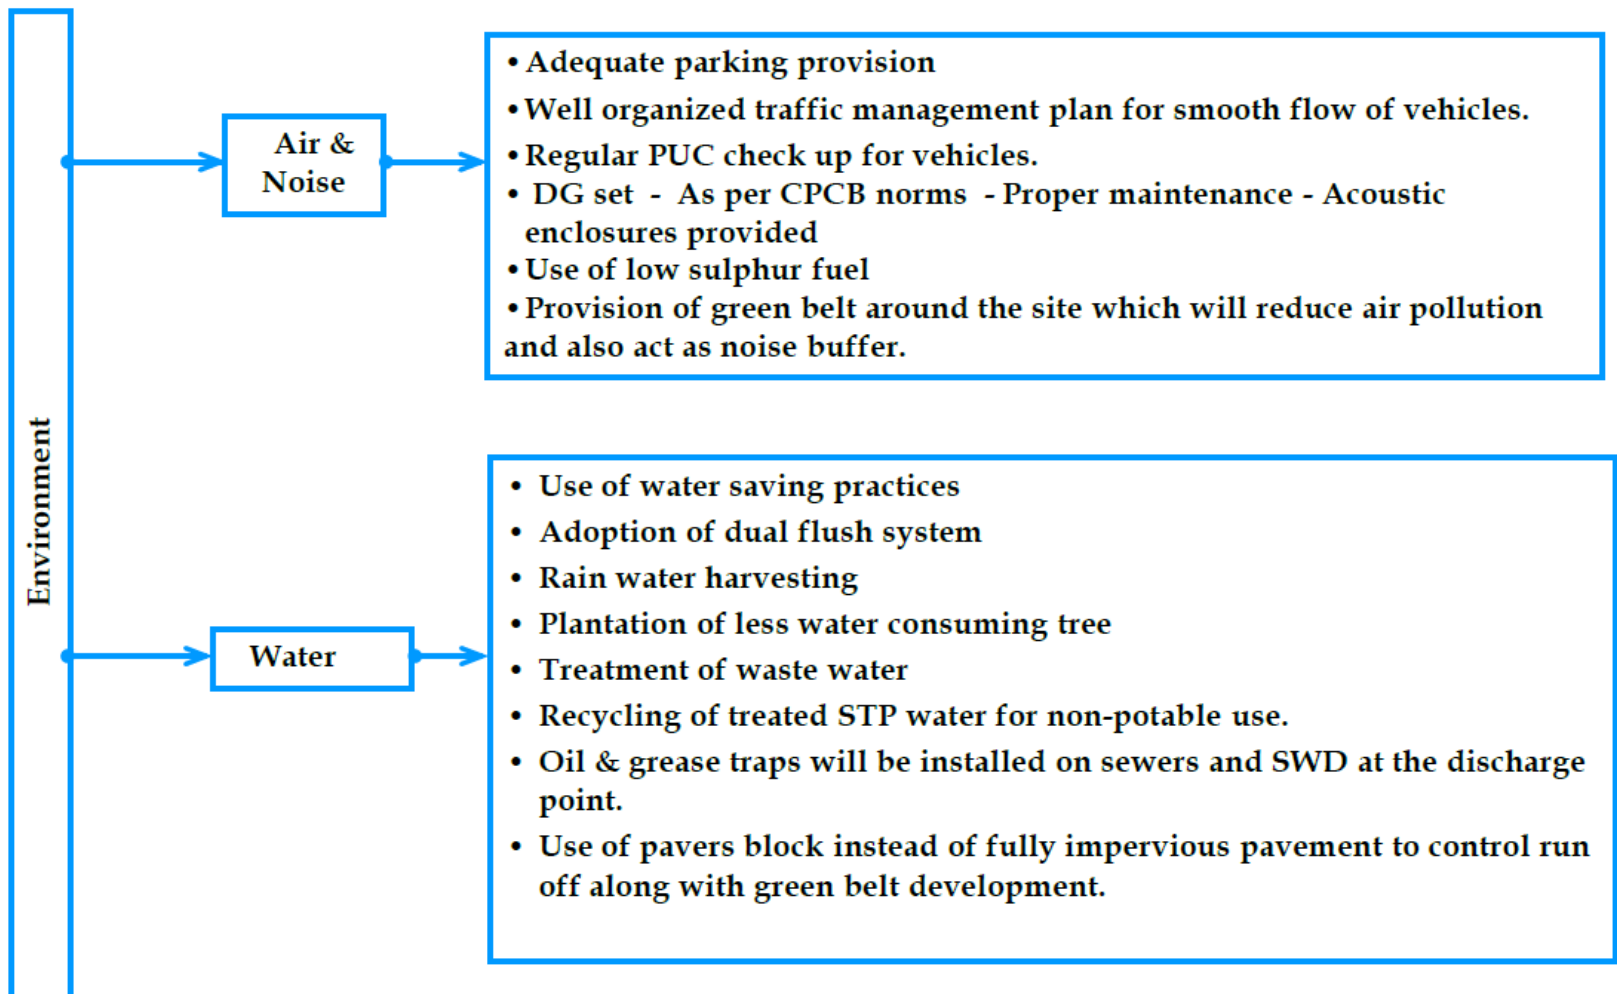 Environment
Air &
Noise
•Adequate parking provision
•Well organized traffic management plan for smooth flow of vehicles.
•Regular PUC check up for vehicles.
• DG set - As per CPCB norms - Proper maintenance - Acoustic
enclosures provided
•Use of low sulphur fuel
•Provision of green belt around the site which will reduce air pollution
and also act as noise buffer.
Water
• Use of water saving practices
• Adoption of dual flush system
• Rain water harvesting
• Plantation of less water consuming tree
• Treatment of waste water
• Recycling of treated STP water for non-potable use.
• Oil & grease traps will be installed on sewers and SWD at the discharge
point.
• Use of pavers block instead of fully impervious pavement to control run
off along with green belt development.